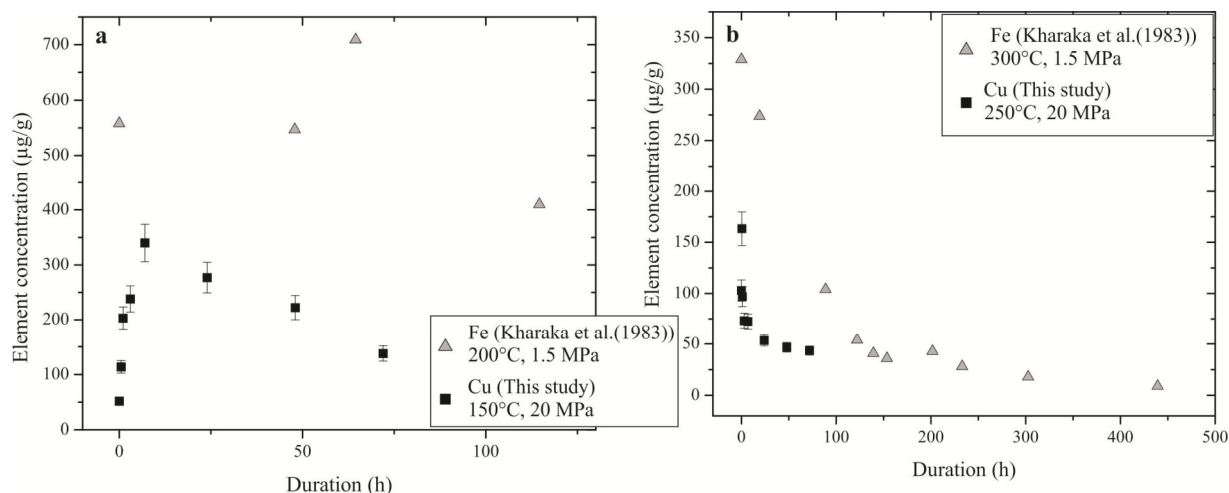 a
700
600
500
400
300
200
100
0
Element concentration (µg/g)
0
50
100
Duration (h)
Fe (Kharaka et al.(1983))
200°C, 1.5 MPa
Cu (This study)
150°C, 20 MPa
b
350
300
250
200
150
100
50
0
Element concentration (µg/g)
0
100
200
300
400
500
Duration (h)
Fe (Kharaka et al.(1983))
300°C, 1.5 MPa
Cu (This study)
250°C, 20 MPa